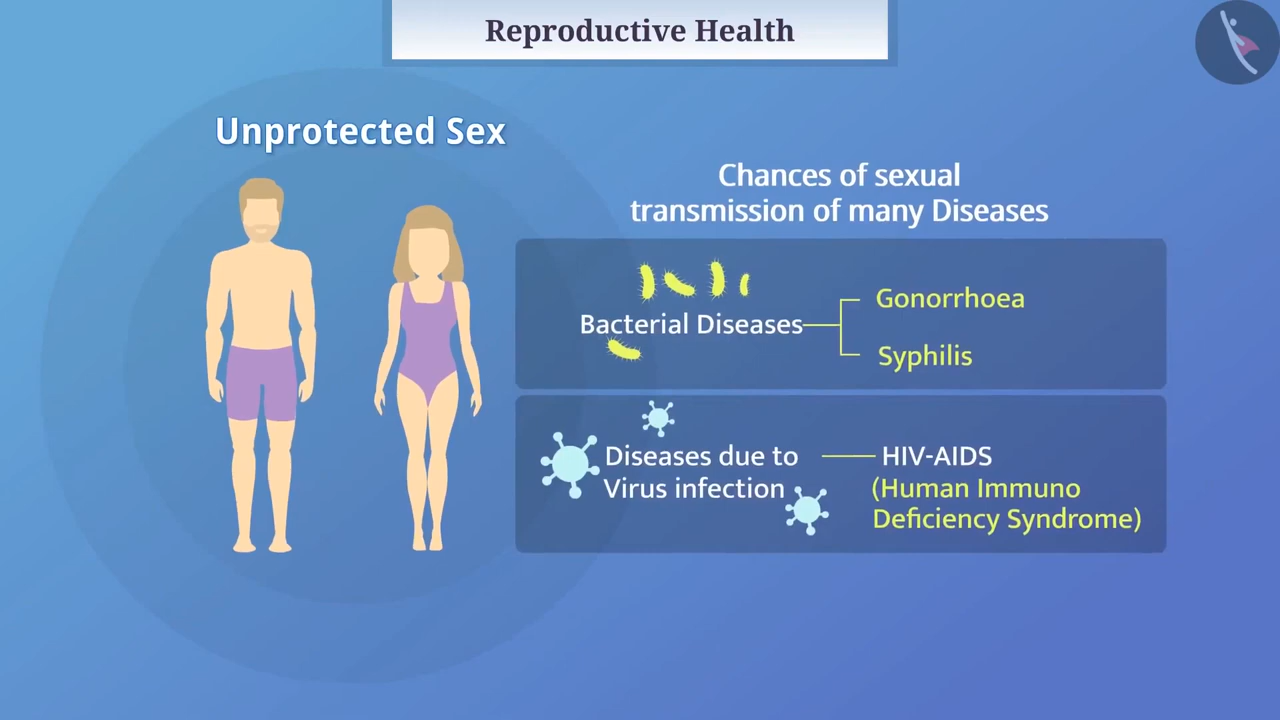 Reproductive Health
Unprotected Sex
Chances of sexual
transmission of many Diseases
Bacterial Diseases
Gonorrhoea
Syphilis
Diseases due to
Virus infection
HIV-AIDS
(Human Immuno
Deficiency Syndrome)